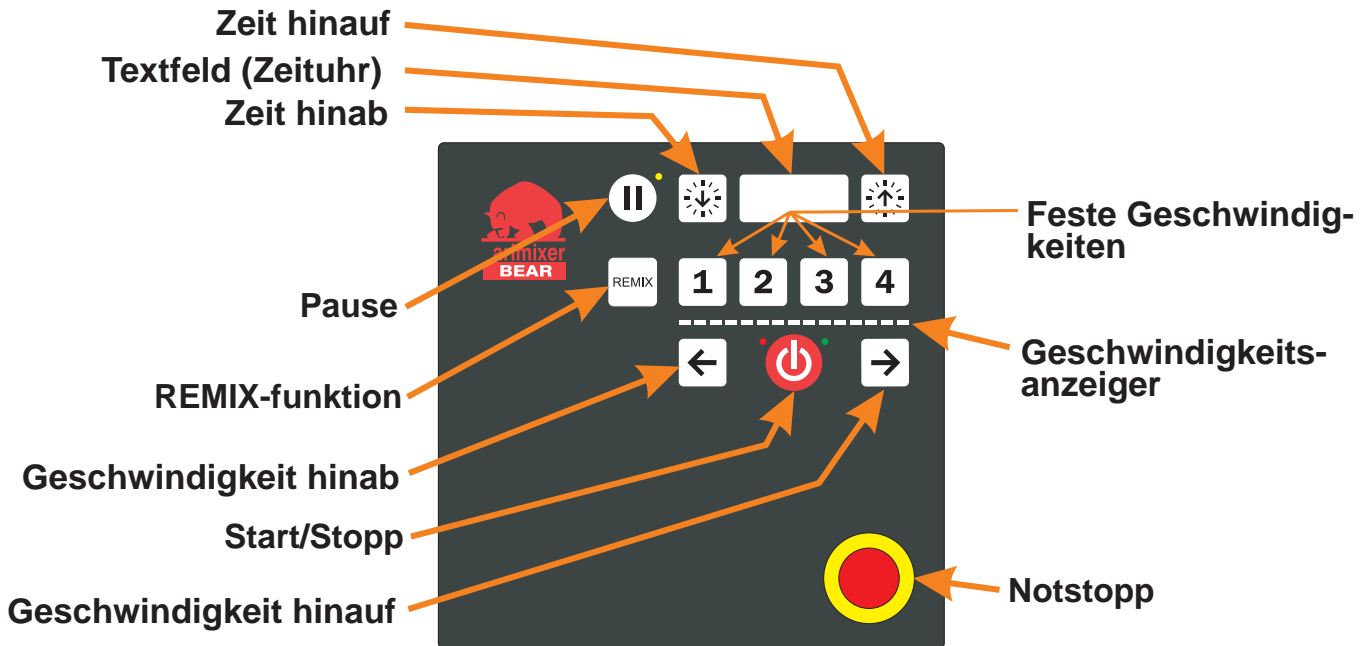 Zeit hinauf
Textfeld (Zeituhr)
Zeit hinab
Feste Geschwindig-
keiten
arimixer
BEAR
REMIX
1 2 3 4
Pause
Geschwindigkeits-
anzeiger
REMIX-funktion
Geschwindigkeit hinab
Start/Stopp
Notstopp
Geschwindigkeit hinauf